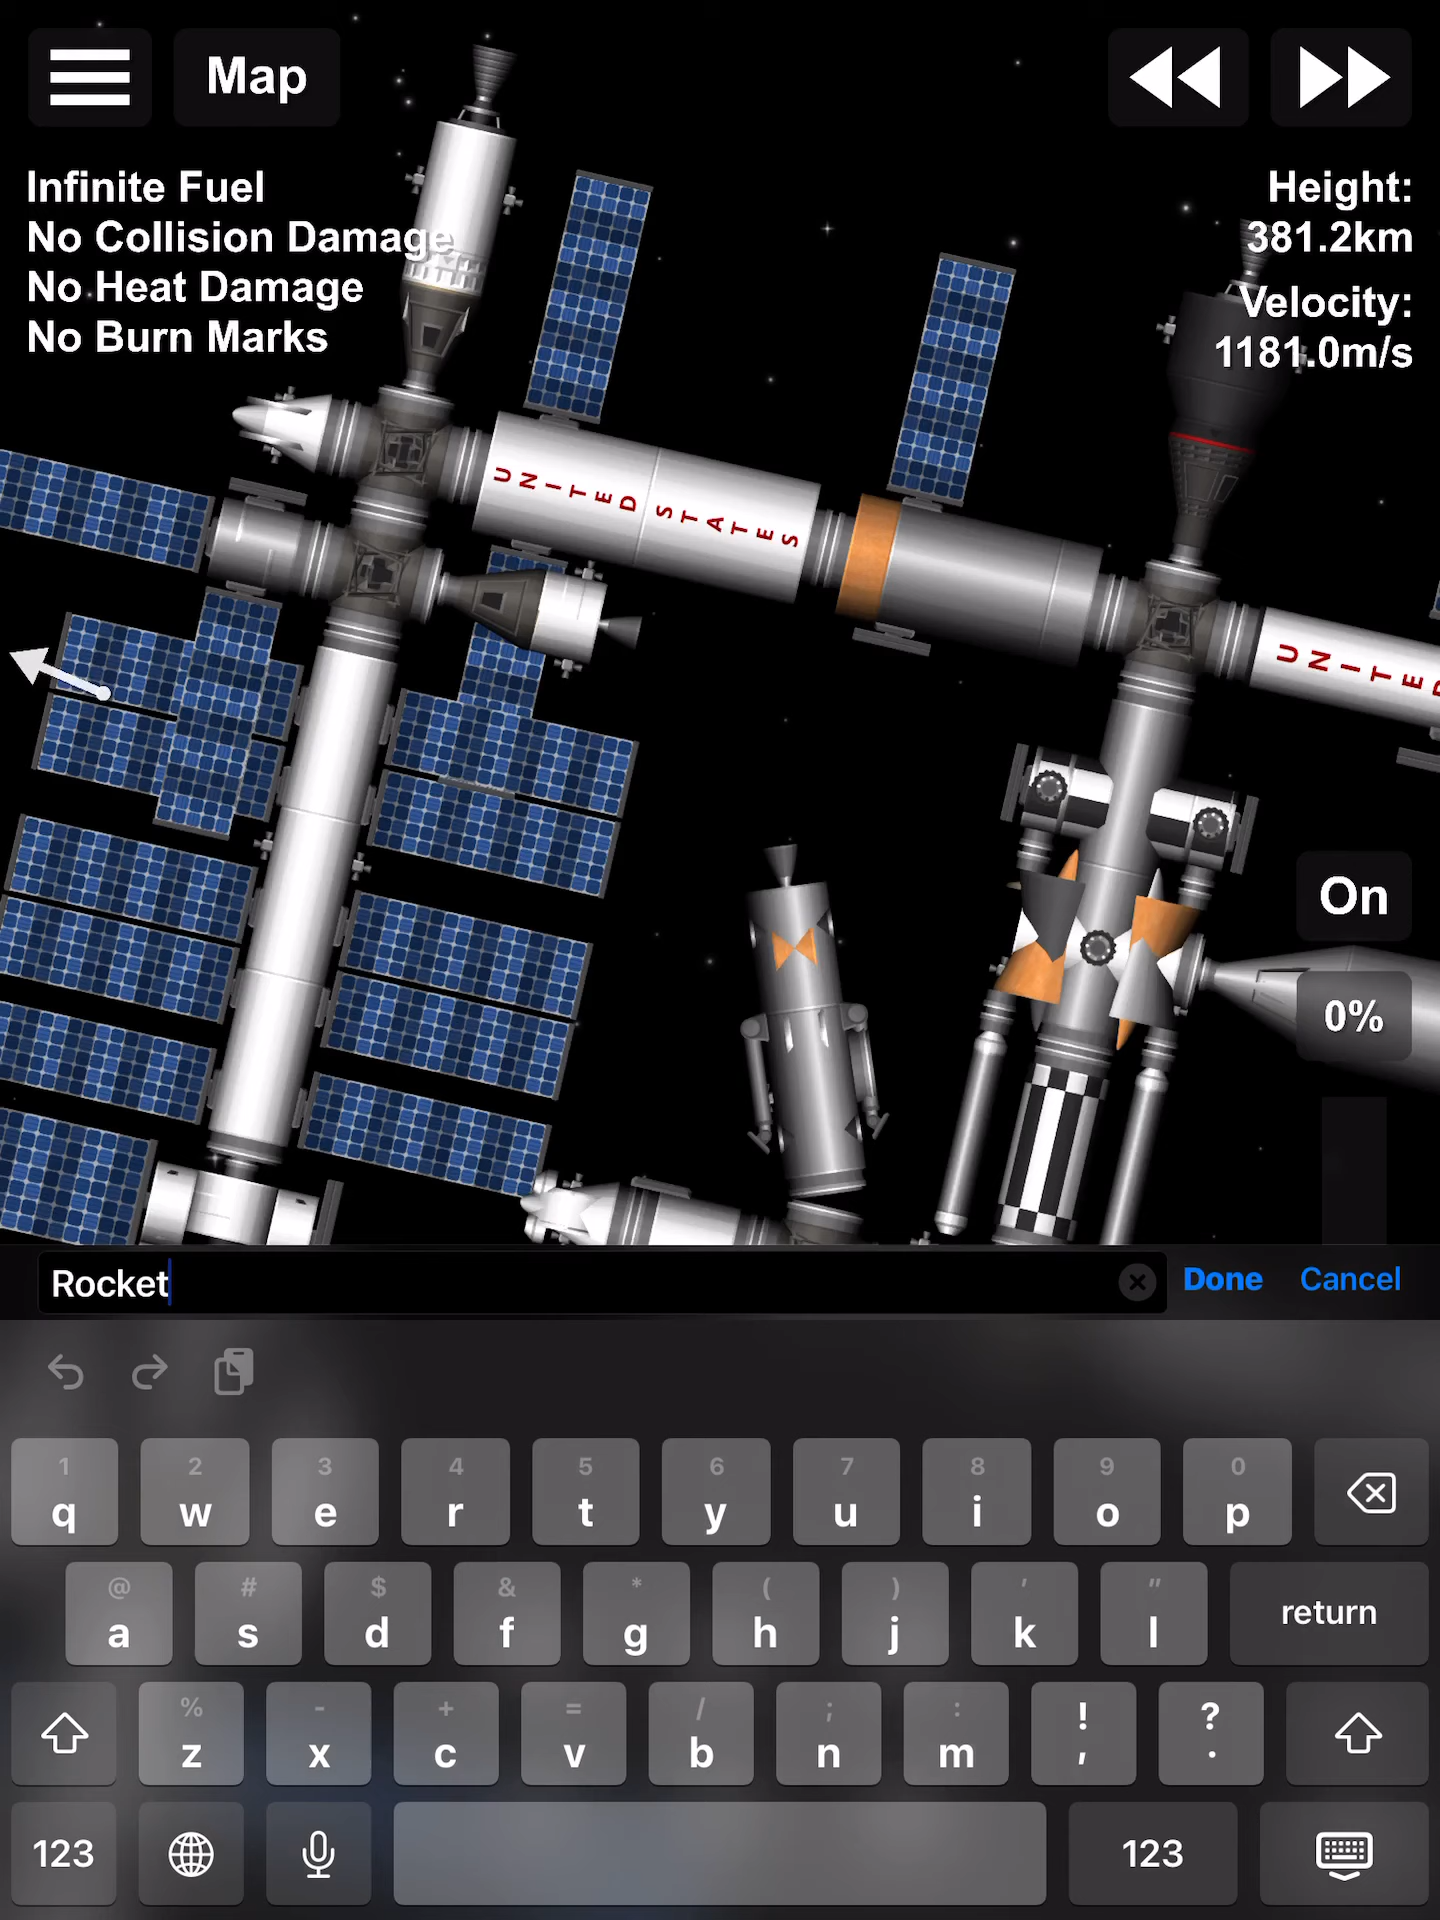 Map
Infinite Fuel
No Collision Damage
No Heat Damage
No Burn Marks
Height:
381.2km
Velocity:
1181.0m/s
UNITED STATES
UNITED
On
0%
Rocket
Done
Cancel
1 2 3 4 5 6 7 8 9 0
q w e r t y u i o p
@ # $ & * ( ) ' "
a s d f g h j k l return
% - + = / ; : ! ?
z x c v b n m , .
123 123